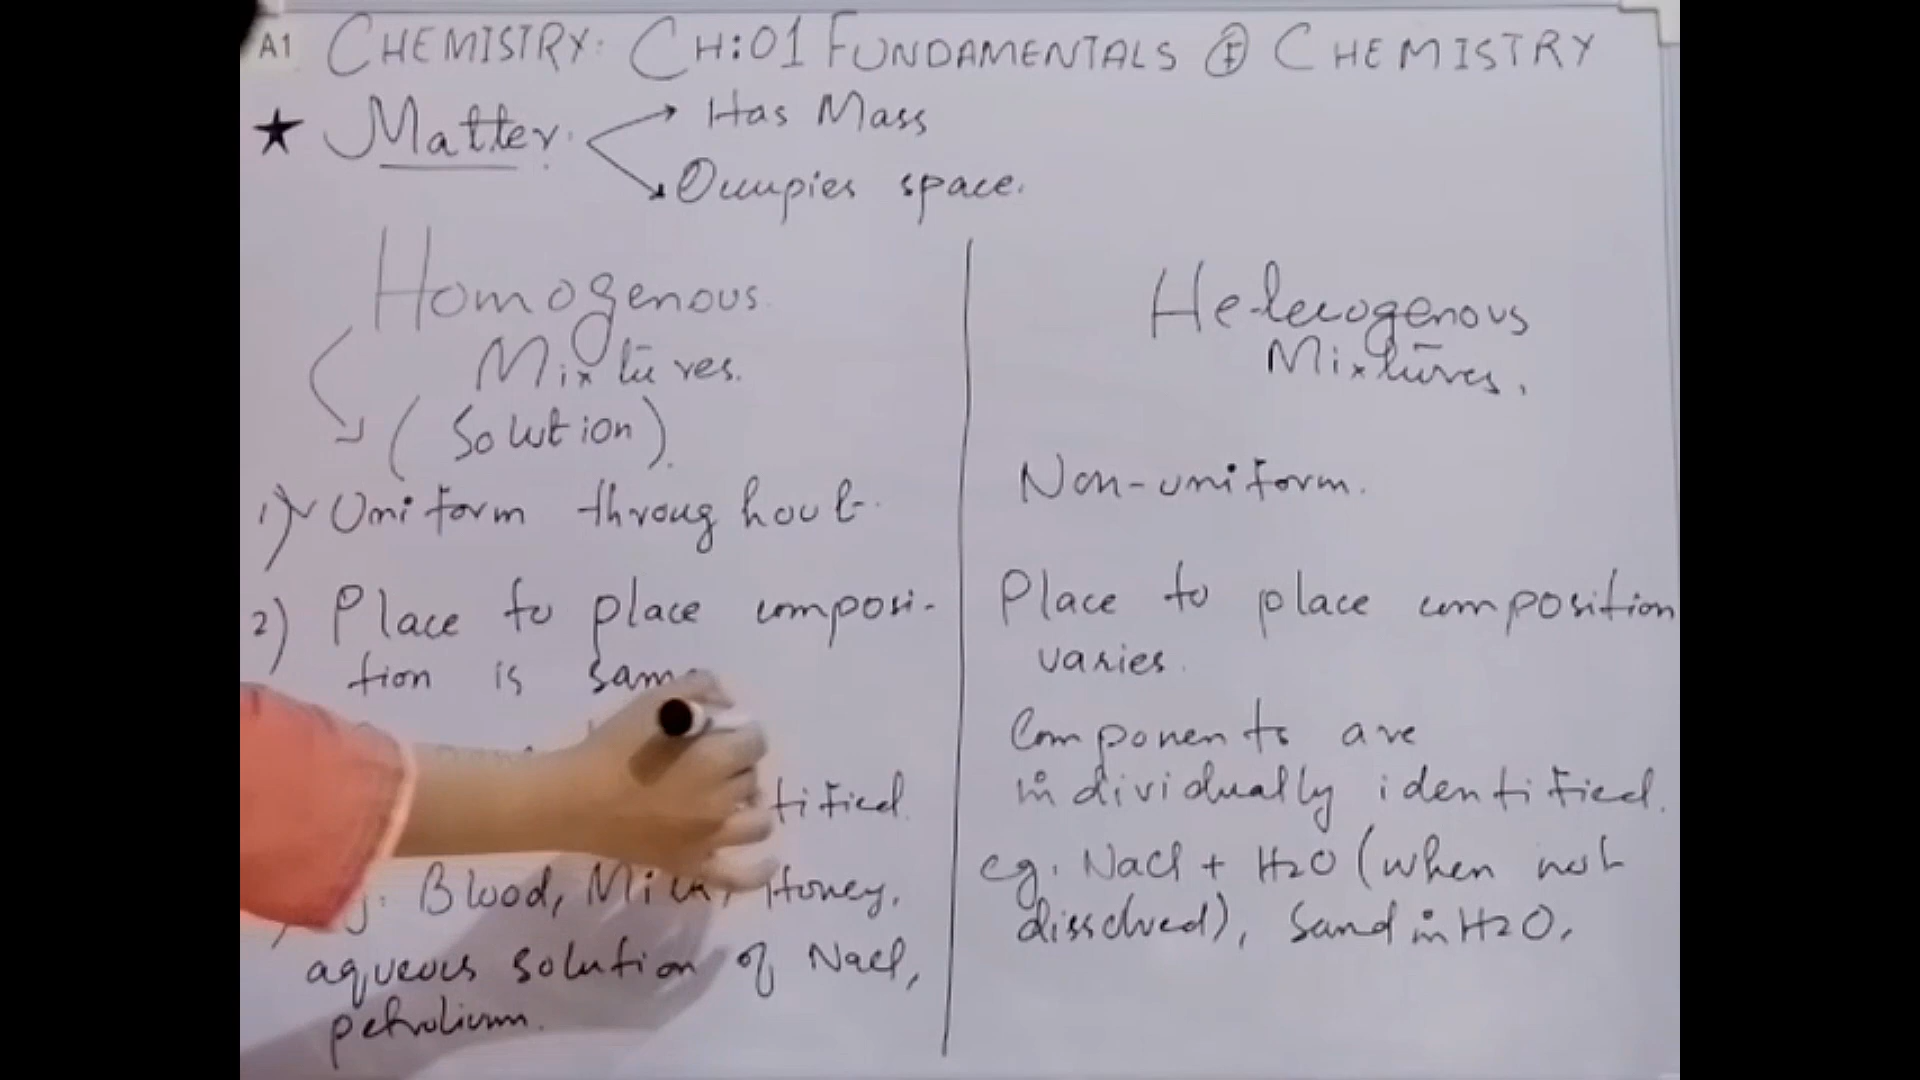 A1 CHEMISTRY: CH:01 FUNDAMENTALS OF CHEMISTRY
★ Matter.
Has Mass
Occupies space.
Homogenous
Mixtures.
(Solution).
1) Uniform throughout.
2) Place to place composi-
tion is same
tified.
Blood, Milk, Honey,
aqueous solution of NaCl,
petrolium.
Heterogenous
Mixtures.
Non-uniform.
Place to place composition
varies.
Components are
individually identified.
eg. NaCl + H2O (when not
dissolved), Sand in H2O,